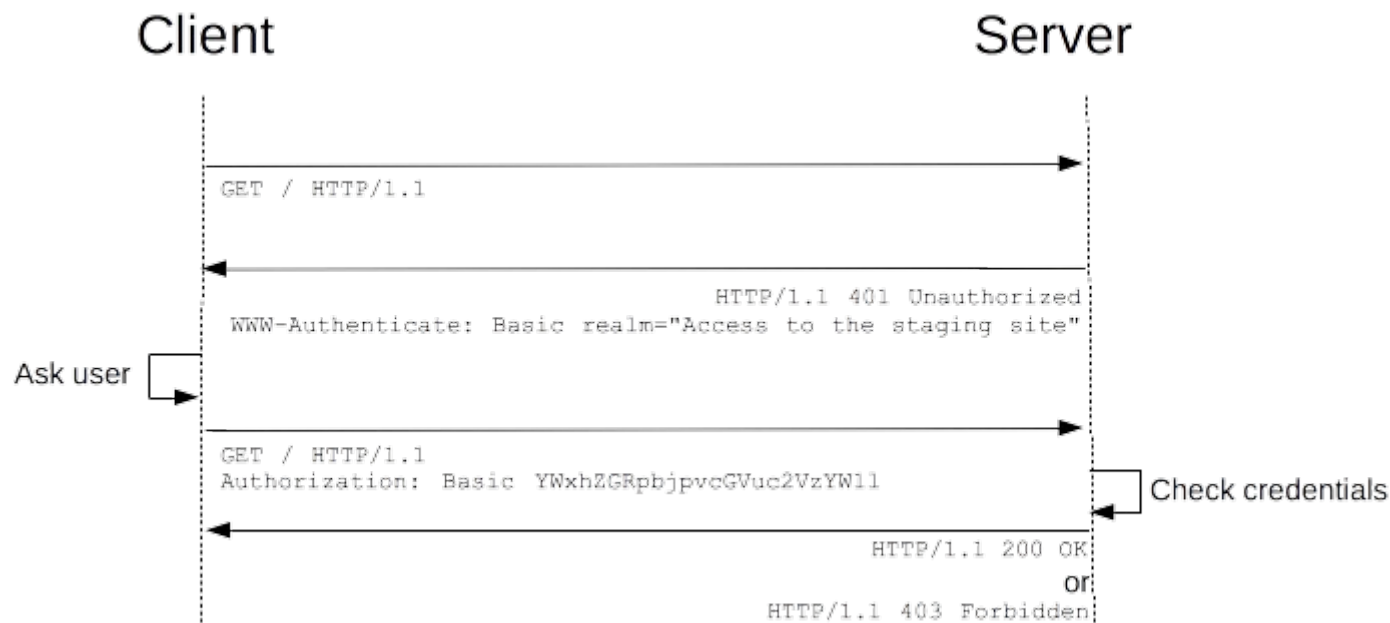 Client
Server
GET / HTTP/1.1
HTTP/1.1 401 Unauthorized
WWW-Authenticate: Basic realm="Access to the staging site"
Ask user
GET / HTTP/1.1
Authorization: Basic YWxhZGRpbjpvcGVuc2VzYW1l
Check credentials
HTTP/1.1 200 OK
or
HTTP/1.1 403 Forbidden